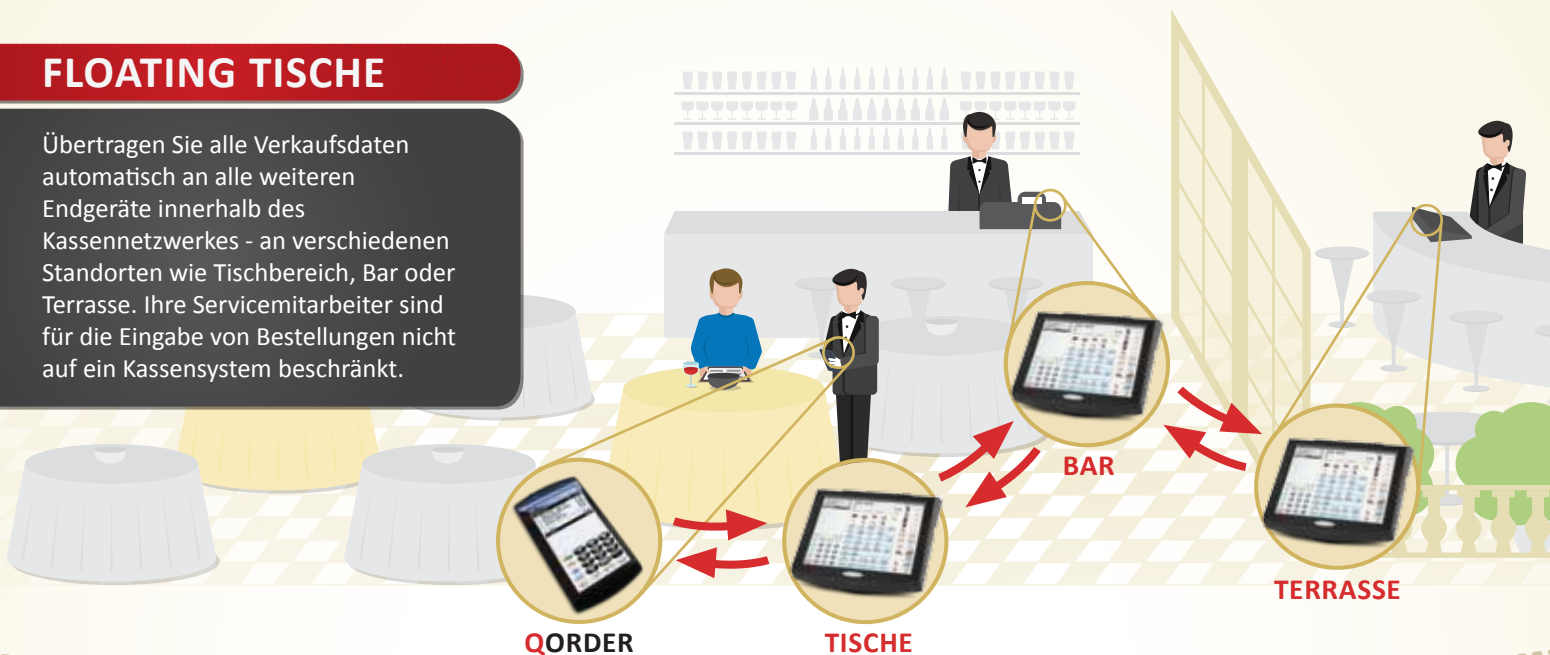 FLOATING TISCHE
Übertragen Sie alle Verkaufsdaten
automatisch an alle weiteren
Endgeräte innerhalb des
Kassennetzwerkes - an verschiedenen
Standorten wie Tischbereich, Bar oder
Terrasse. Ihre Servicemitarbeiter sind
für die Eingabe von Bestellungen nicht
auf ein Kassensystem beschränkt.
BAR
TERRASSE
QORDER
TISCHE